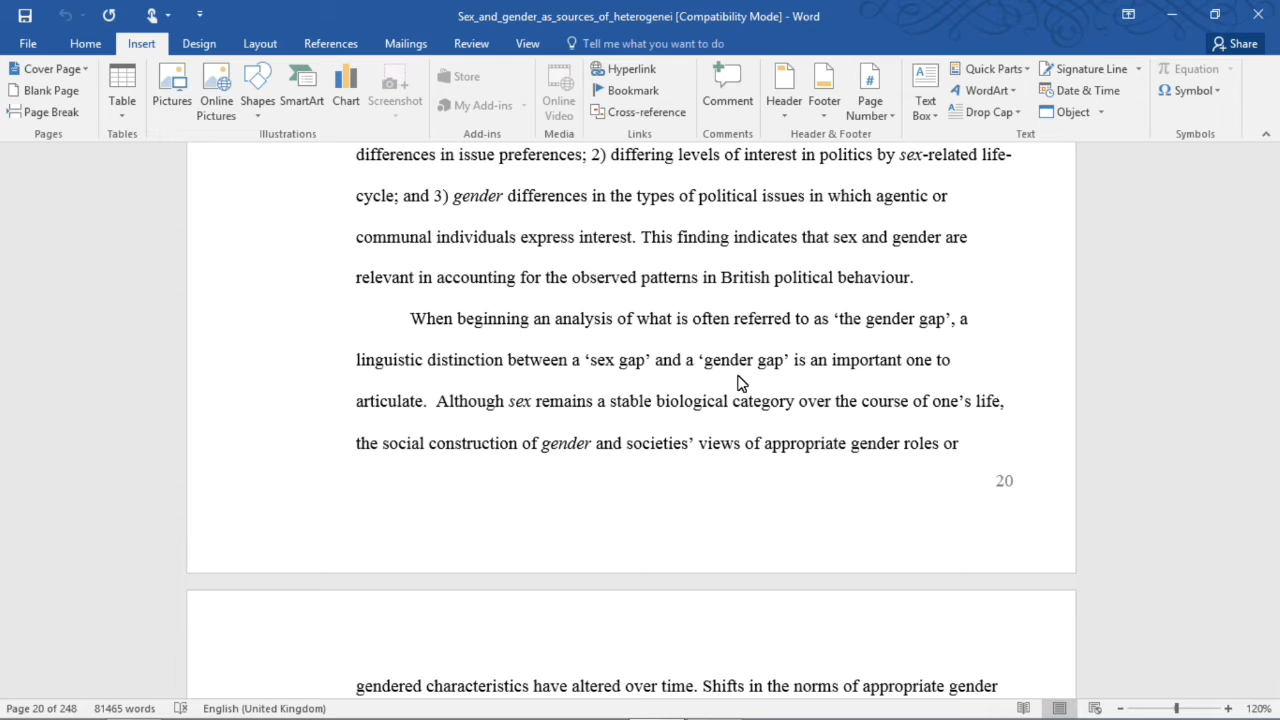 Sex_and_gender_as_sources_of_heterogenei [Compatibility Mode] - Word
File Home Insert Design Layout References Mailings Review View Tell me what you want to do Share
Cover Page
Blank Page
Page Break
Pages
Table
Tables
Pictures
Online Pictures
Shapes
SmartArt
Chart
Screenshot
Illustrations
Store
My Add-ins
Add-ins
Online Video
Media
Hyperlink
Bookmark
Cross-reference
Links
Comment
Comments
Header
Footer
Page Number
Header & Footer
Text Box
Quick Parts
WordArt
Drop Cap
Signature Line
Date & Time
Object
Text
Equation
Symbol
Symbols
differences in issue preferences; 2) differing levels of interest in politics by sex-related life-
cycle; and 3) gender differences in the types of political issues in which agentic or
communal individuals express interest. This finding indicates that sex and gender are
relevant in accounting for the observed patterns in British political behaviour.
When beginning an analysis of what is often referred to as ‘the gender gap’, a
linguistic distinction between a ‘sex gap’ and a ‘gender gap’ is an important one to
articulate.  Although sex remains a stable biological category over the course of one’s life,
the social construction of gender and societies’ views of appropriate gender roles or
20
gendered characteristics have altered over time. Shifts in the norms of appropriate gender
Page 20 of 248 81465 words English (United Kingdom) 120%